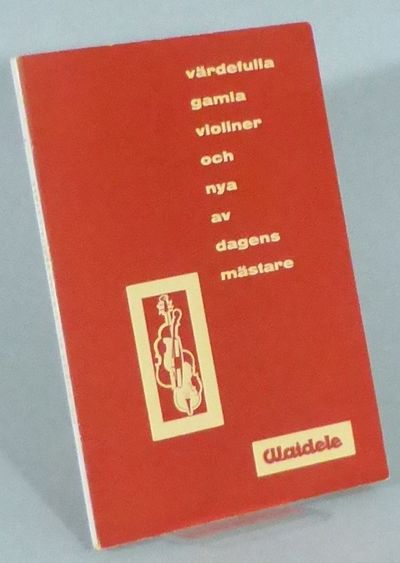 värdefulla
gamla
violiner
och
nya
av
dagens
mästare
Waidele